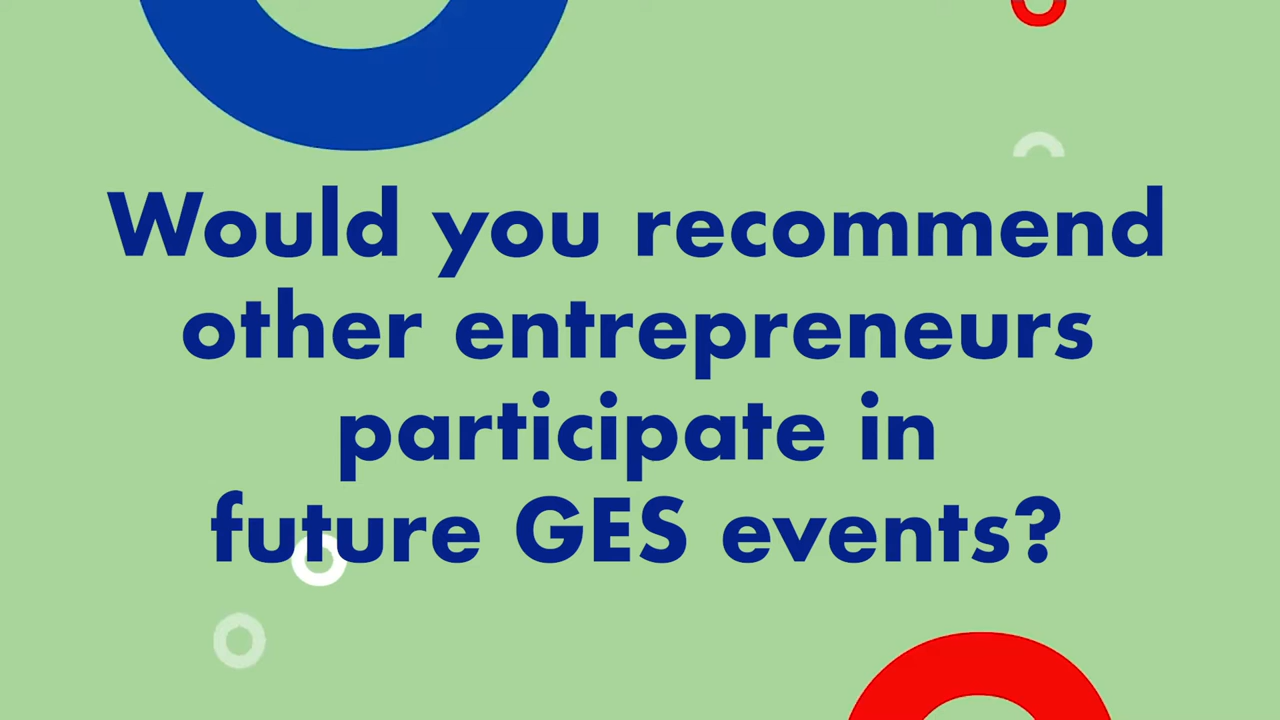 Would you recommend
other entrepreneurs
participate in
future GES events?